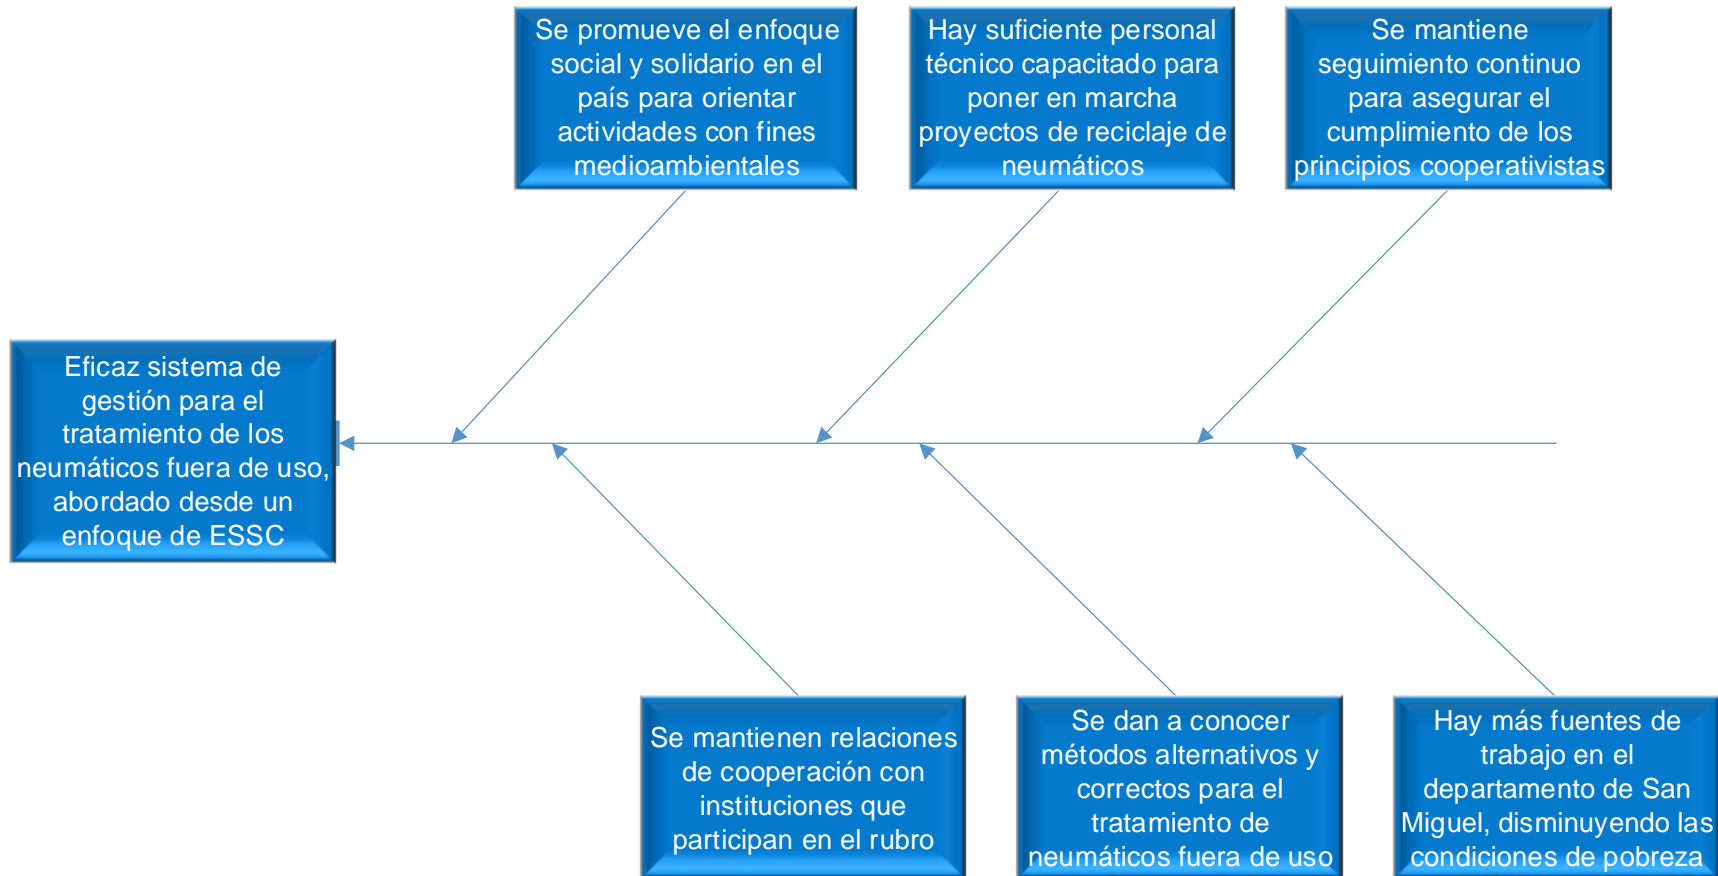 Se promueve el enfoque
social y solidario en el
país para orientar
actividades con fines
medioambientales
Hay suficiente personal
técnico capacitado para
poner en marcha
proyectos de reciclaje de
neumáticos
Se mantiene
seguimiento continuo
para asegurar el
cumplimiento de los
principios cooperativistas
Eficaz sistema de
gestión para el
tratamiento de los
neumáticos fuera de uso,
abordado desde un
enfoque de ESSC
Se mantienen relaciones
de cooperación con
instituciones que
participan en el rubro
Se dan a conocer
métodos alternativos y
correctos para el
tratamiento de
neumáticos fuera de uso
Hay más fuentes de
trabajo en el
departamento de San
Miguel, disminuyendo las
condiciones de pobreza